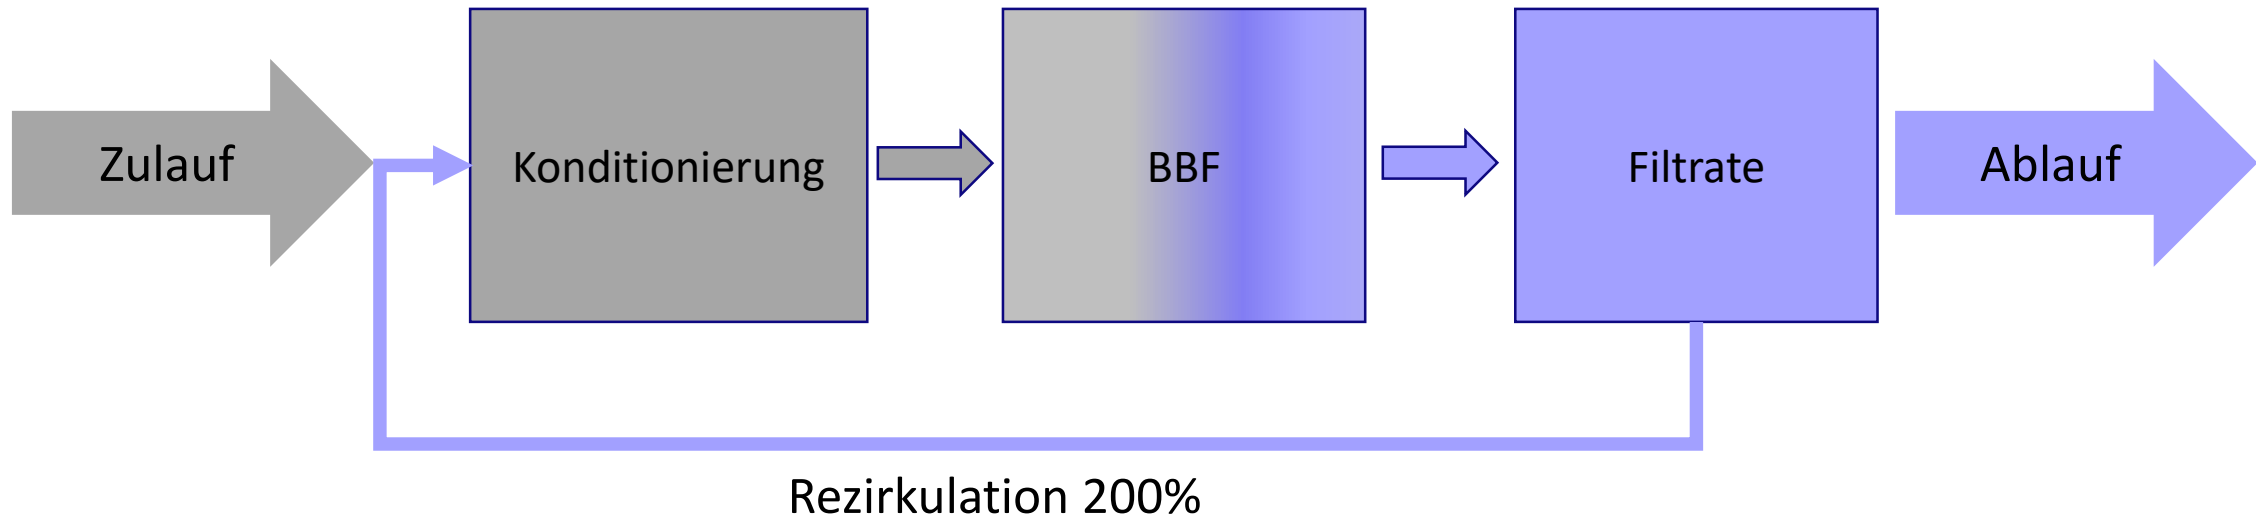 Zulauf
Konditionierung
BBF
Filtrate
Ablauf
Rezirkulation 200%